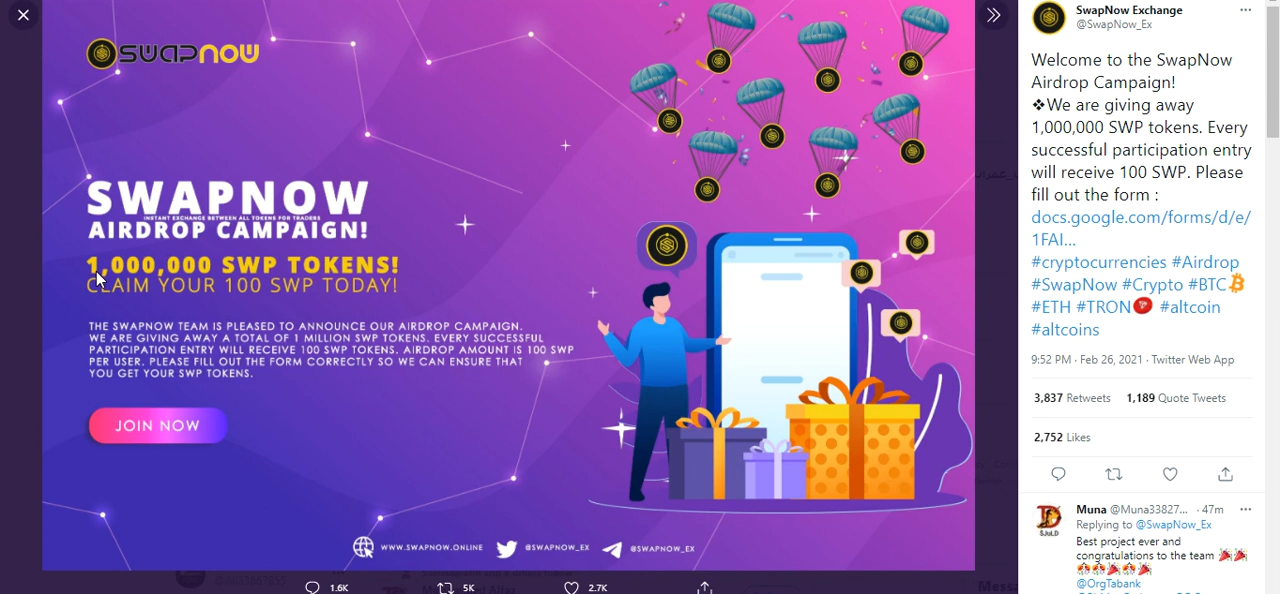 SWAPNOW
SWAPNOW
INSTANT EXCHANGE BETWEEN ALL TOKENS FOR TRADERS
AIRDROP CAMPAIGN!
1,000,000 SWP TOKENS!
CLAIM YOUR 100 SWP TODAY!
THE SWAPNOW TEAM IS PLEASED TO ANNOUNCE OUR AIRDROP CAMPAIGN.
WE ARE GIVING AWAY A TOTAL OF 1 MILLION SWP TOKENS. EVERY SUCCESSFUL
PARTICIPATION ENTRY WILL RECEIVE 100 SWP TOKENS. AIRDROP AMOUNT IS 100 SWP
PER USER. PLEASE FILL OUT THE FORM CORRECTLY SO WE CAN ENSURE THAT
YOU GET YOUR SWP TOKENS.
JOIN NOW
WWW.SWAPNOW.ONLINE @SWAPNOW_EX @SWAPNOW_EX
1.6K 5K 2.7K
SwapNow Exchange
@SwapNow_Ex
Welcome to the SwapNow
Airdrop Campaign!
❖We are giving away
1,000,000 SWP tokens. Every
successful participation entry
will receive 100 SWP. Please
fill out the form :
docs.google.com/forms/d/e/
1FAI...
#cryptocurrencies #Airdrop
#SwapNow #Crypto #BTC
#ETH #TRON #altcoin
#altcoins
9:52 PM · Feb 26, 2021 · Twitter Web App
3,837 Retweets 1,189 Quote Tweets
2,752 Likes
Muna @Muna33827... · 47m
Replying to @SwapNow_Ex
Best project ever and
congratulations to the team
@OrgTabank